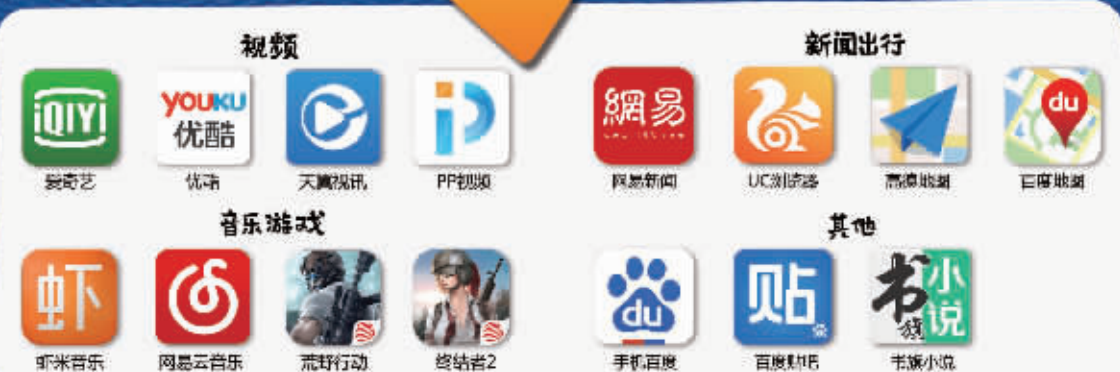 视频
iQIYI
YOUKU
优酷
爱奇艺
优酷
天翼视讯
PP视频
新闻出行
網易
du
网易新闻
UC浏览器
高德地图
百度地图
音乐游戏
虾
虾米音乐
网易云音乐
荒野行动
终结者2
其他
du
贴
书旗
小说
手机百度
百度贴吧
书旗小说